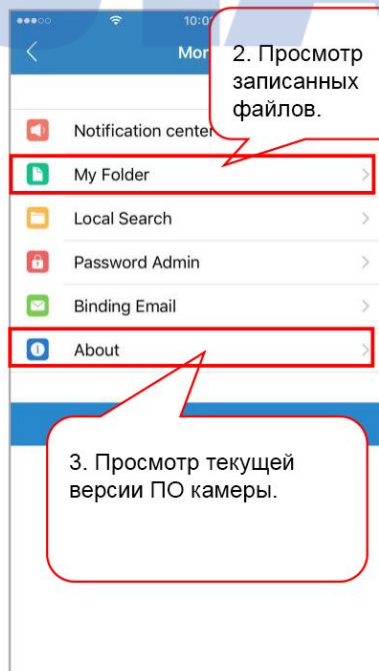 10:0
Mor
2. Просмотр
записанных
файлов.
Notification center
My Folder
Local Search
Password Admin
Binding Email
About
3. Просмотр текущей
версии ПО камеры.